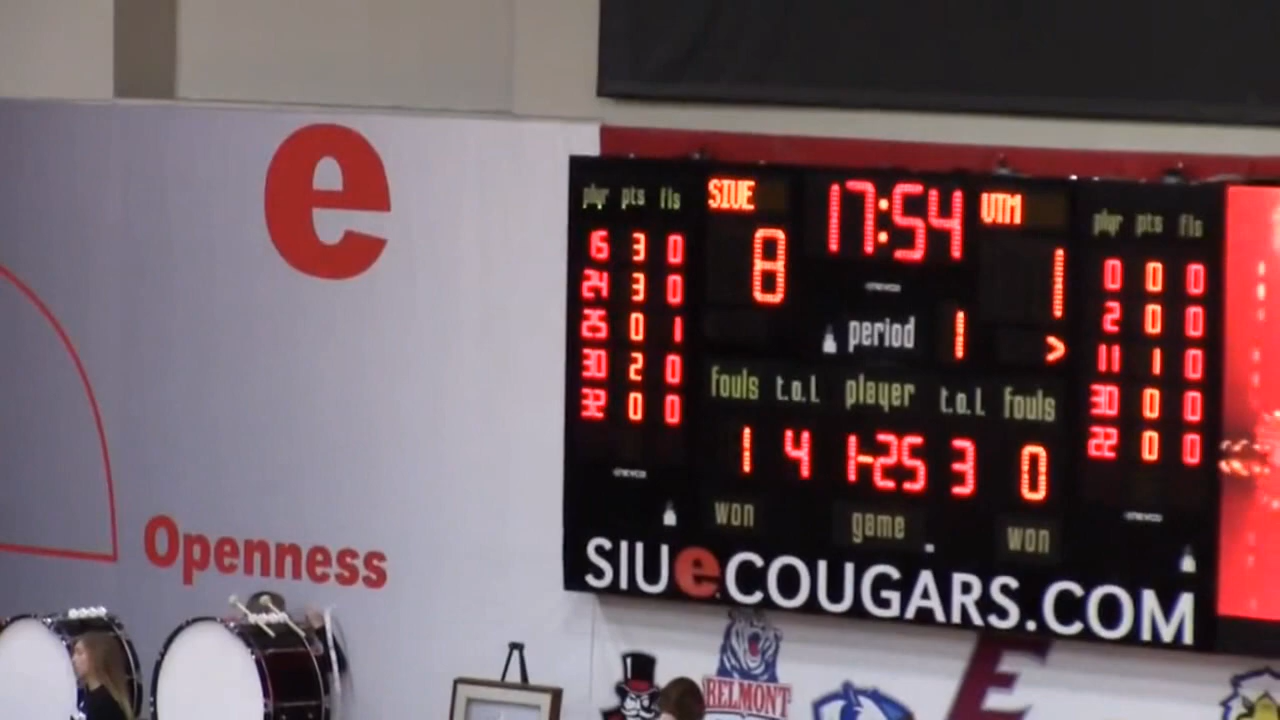 e
Openness
plyr pts fls
15 3 0
24 3 0
25 0 1
30 2 0
32 0 0
SIUE 17:54 UTM
8 1
period 1 >
fouls t.o.l. player t.o.l. fouls
1 4 1-25 3 0
won game won
plyr pts fls
0 0 0
2 0 0
11 1 0
30 0 0
22 0 0
SIUeCOUGARS.COM
BELMONT
E